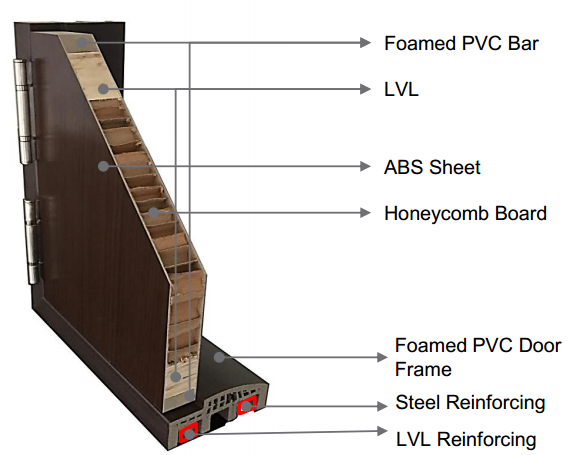 Foamed PVC Bar
LVL
ABS Sheet
Honeycomb Board
Foamed PVC Door
Frame
Steel Reinforcing
LVL Reinforcing